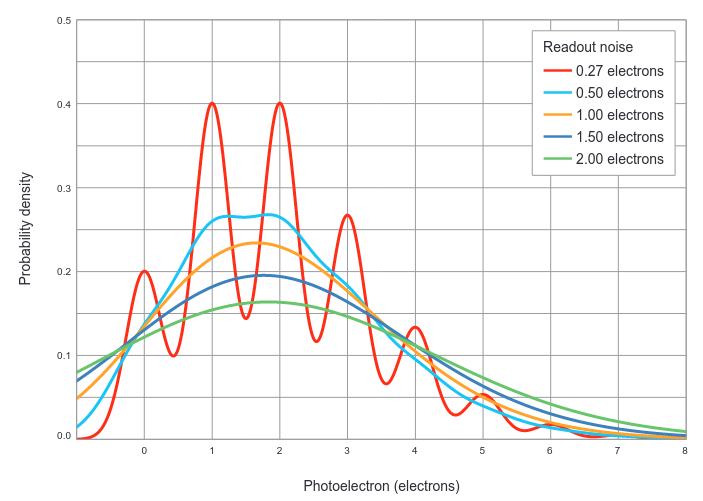 0.5
0.4
0.3
0.2
0.1
0.0
Probability density
Readout noise
0.27 electrons
0.50 electrons
1.00 electrons
1.50 electrons
2.00 electrons
0 1 2 3 4 5 6 7 8
Photoelectron (electrons)